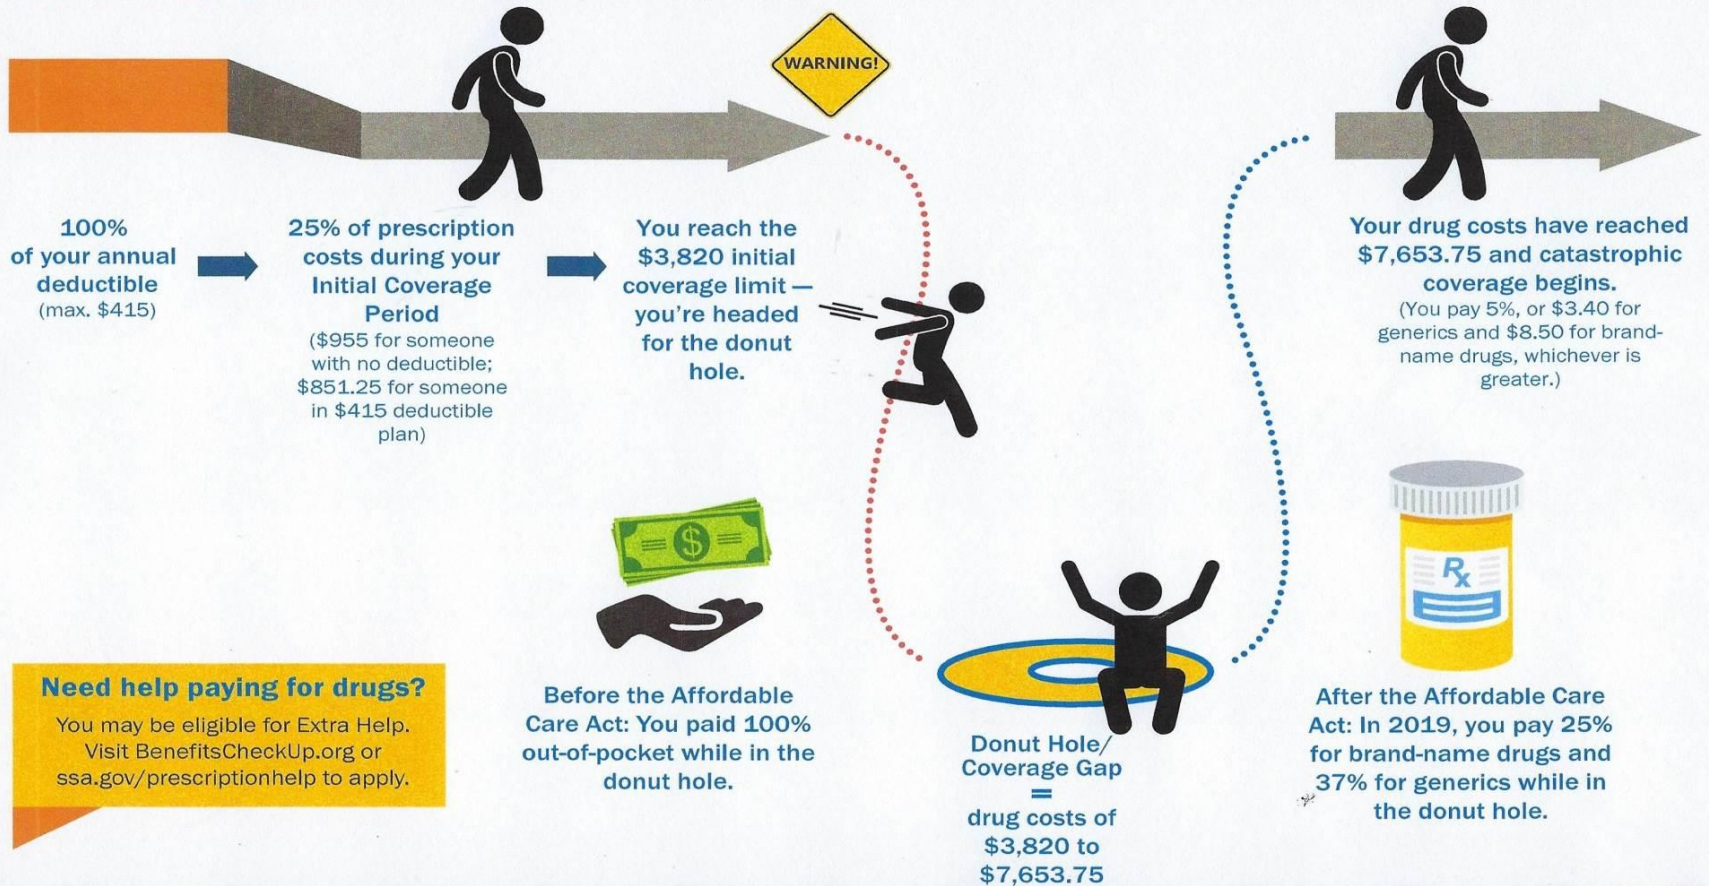 WARNING!
100%
of your annual
deductible
(max. $415)
25% of prescription
costs during your
Initial Coverage
Period
($955 for someone
with no deductible;
$851.25 for someone
in $415 deductible
plan)
You reach the
$3,820 initial
coverage limit —
you're headed
for the donut
hole.
Your drug costs have reached
$7,653.75 and catastrophic
coverage begins.
(You pay 5%, or $3.40 for
generics and $8.50 for brand-
name drugs, whichever is
greater.)
$
Rx
Need help paying for drugs?
You may be eligible for Extra Help.
Visit BenefitsCheckUp.org or
ssa.gov/prescriptionhelp to apply.
Before the Affordable
Care Act: You paid 100%
out-of-pocket while in the
donut hole.
Donut Hole/
Coverage Gap
=
drug costs of
$3,820 to
$7,653.75
After the Affordable Care
Act: In 2019, you pay 25%
for brand-name drugs and
37% for generics while in
the donut hole.